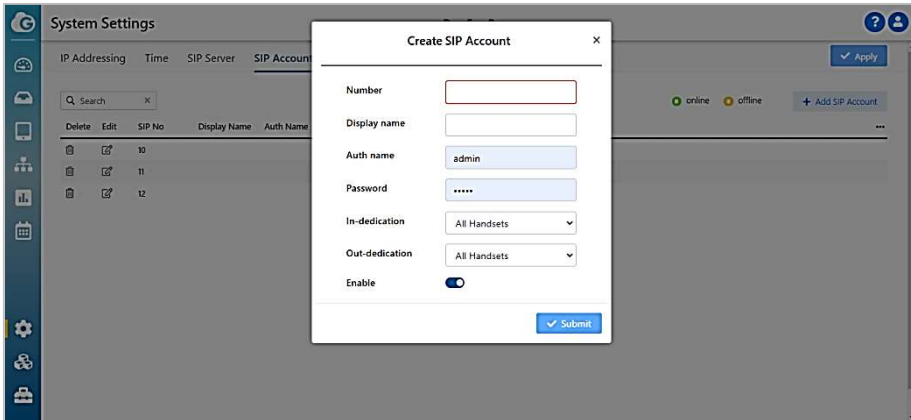 System Settings
IP Addressing Time SIP Server SIP Account
Apply
Search ×
online offline + Add SIP Account
Delete Edit SIP No Display Name Auth Name ...
10
11
12
Create SIP Account ×
Number
Display name
Auth name admin
Password •••••
In-dedication All Handsets
Out-dedication All Handsets
Enable
Submit